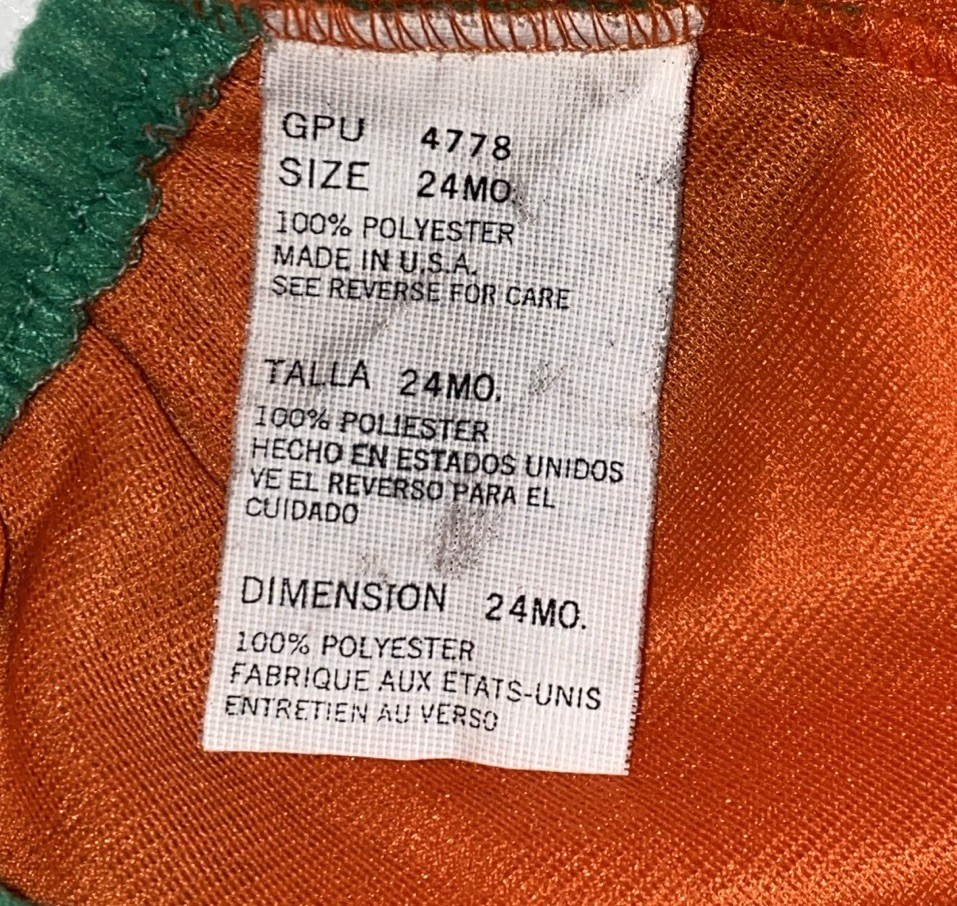 GPU 4778
SIZE 24MO.
100% POLYESTER
MADE IN U.S.A.
SEE REVERSE FOR CARE
TALLA 24MO.
100% POLIESTER
HECHO EN ESTADOS UNIDOS
VE EL REVERSO PARA EL
CUIDADO
DIMENSION 24MO.
100% POLYESTER
FABRIQUE AUX ETATS-UNIS
ENTRETIEN AU VERSO